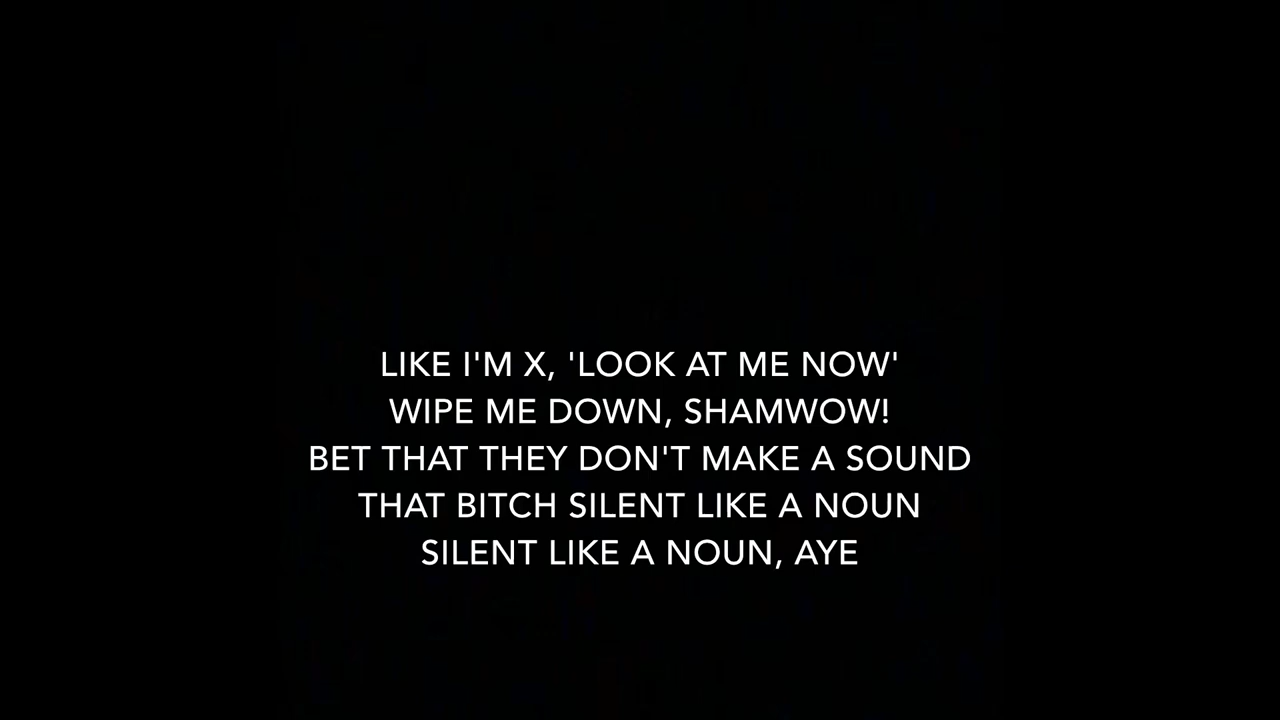 LIKE I'M X, 'LOOK AT ME NOW'
WIPE ME DOWN, SHAMWOW!
BET THAT THEY DON'T MAKE A SOUND
THAT BITCH SILENT LIKE A NOUN
SILENT LIKE A NOUN, AYE